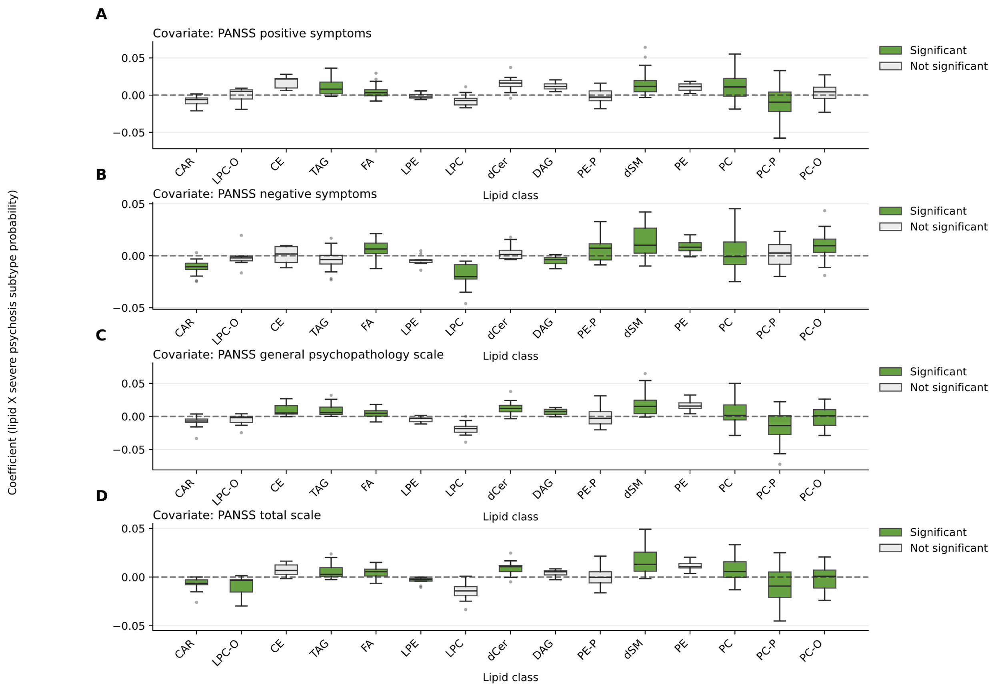 A
Covariate: PANSS positive symptoms
0.05
0.00
−0.05
Significant
Not significant
CAR
LPC-O
CE
TAG
FA
LPE
LPC
dCer
DAG
PE-P
dSM
PE
PC
PC-P
PC-O
Lipid class
B
Covariate: PANSS negative symptoms
0.05
0.00
−0.05
Significant
Not significant
CAR
LPC-O
CE
TAG
FA
LPE
LPC
dCer
DAG
PE-P
dSM
PE
PC
PC-P
PC-O
Lipid class
C
Covariate: PANSS general psychopathology scale
0.05
0.00
−0.05
Significant
Not significant
CAR
LPC-O
CE
TAG
FA
LPE
LPC
dCer
DAG
PE-P
dSM
PE
PC
PC-P
PC-O
Lipid class
D
Covariate: PANSS total scale
0.05
0.00
−0.05
Significant
Not significant
CAR
LPC-O
CE
TAG
FA
LPE
LPC
dCer
DAG
PE-P
dSM
PE
PC
PC-P
PC-O
Lipid class
Coefficient (lipid X severe psychosis subtype probability)